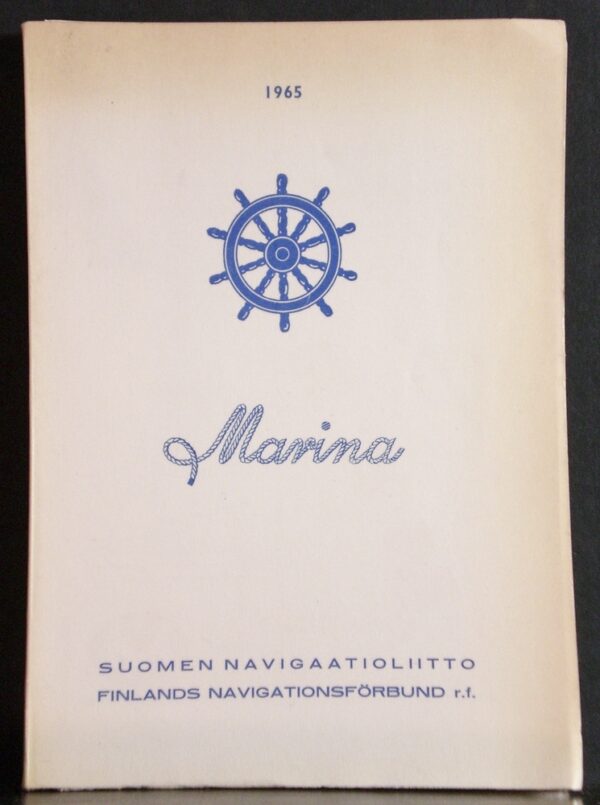 1965
Marina
SUOMEN NAVIGAATIOLIITTO
FINLANDS NAVIGATIONSFÖRBUND r.f.